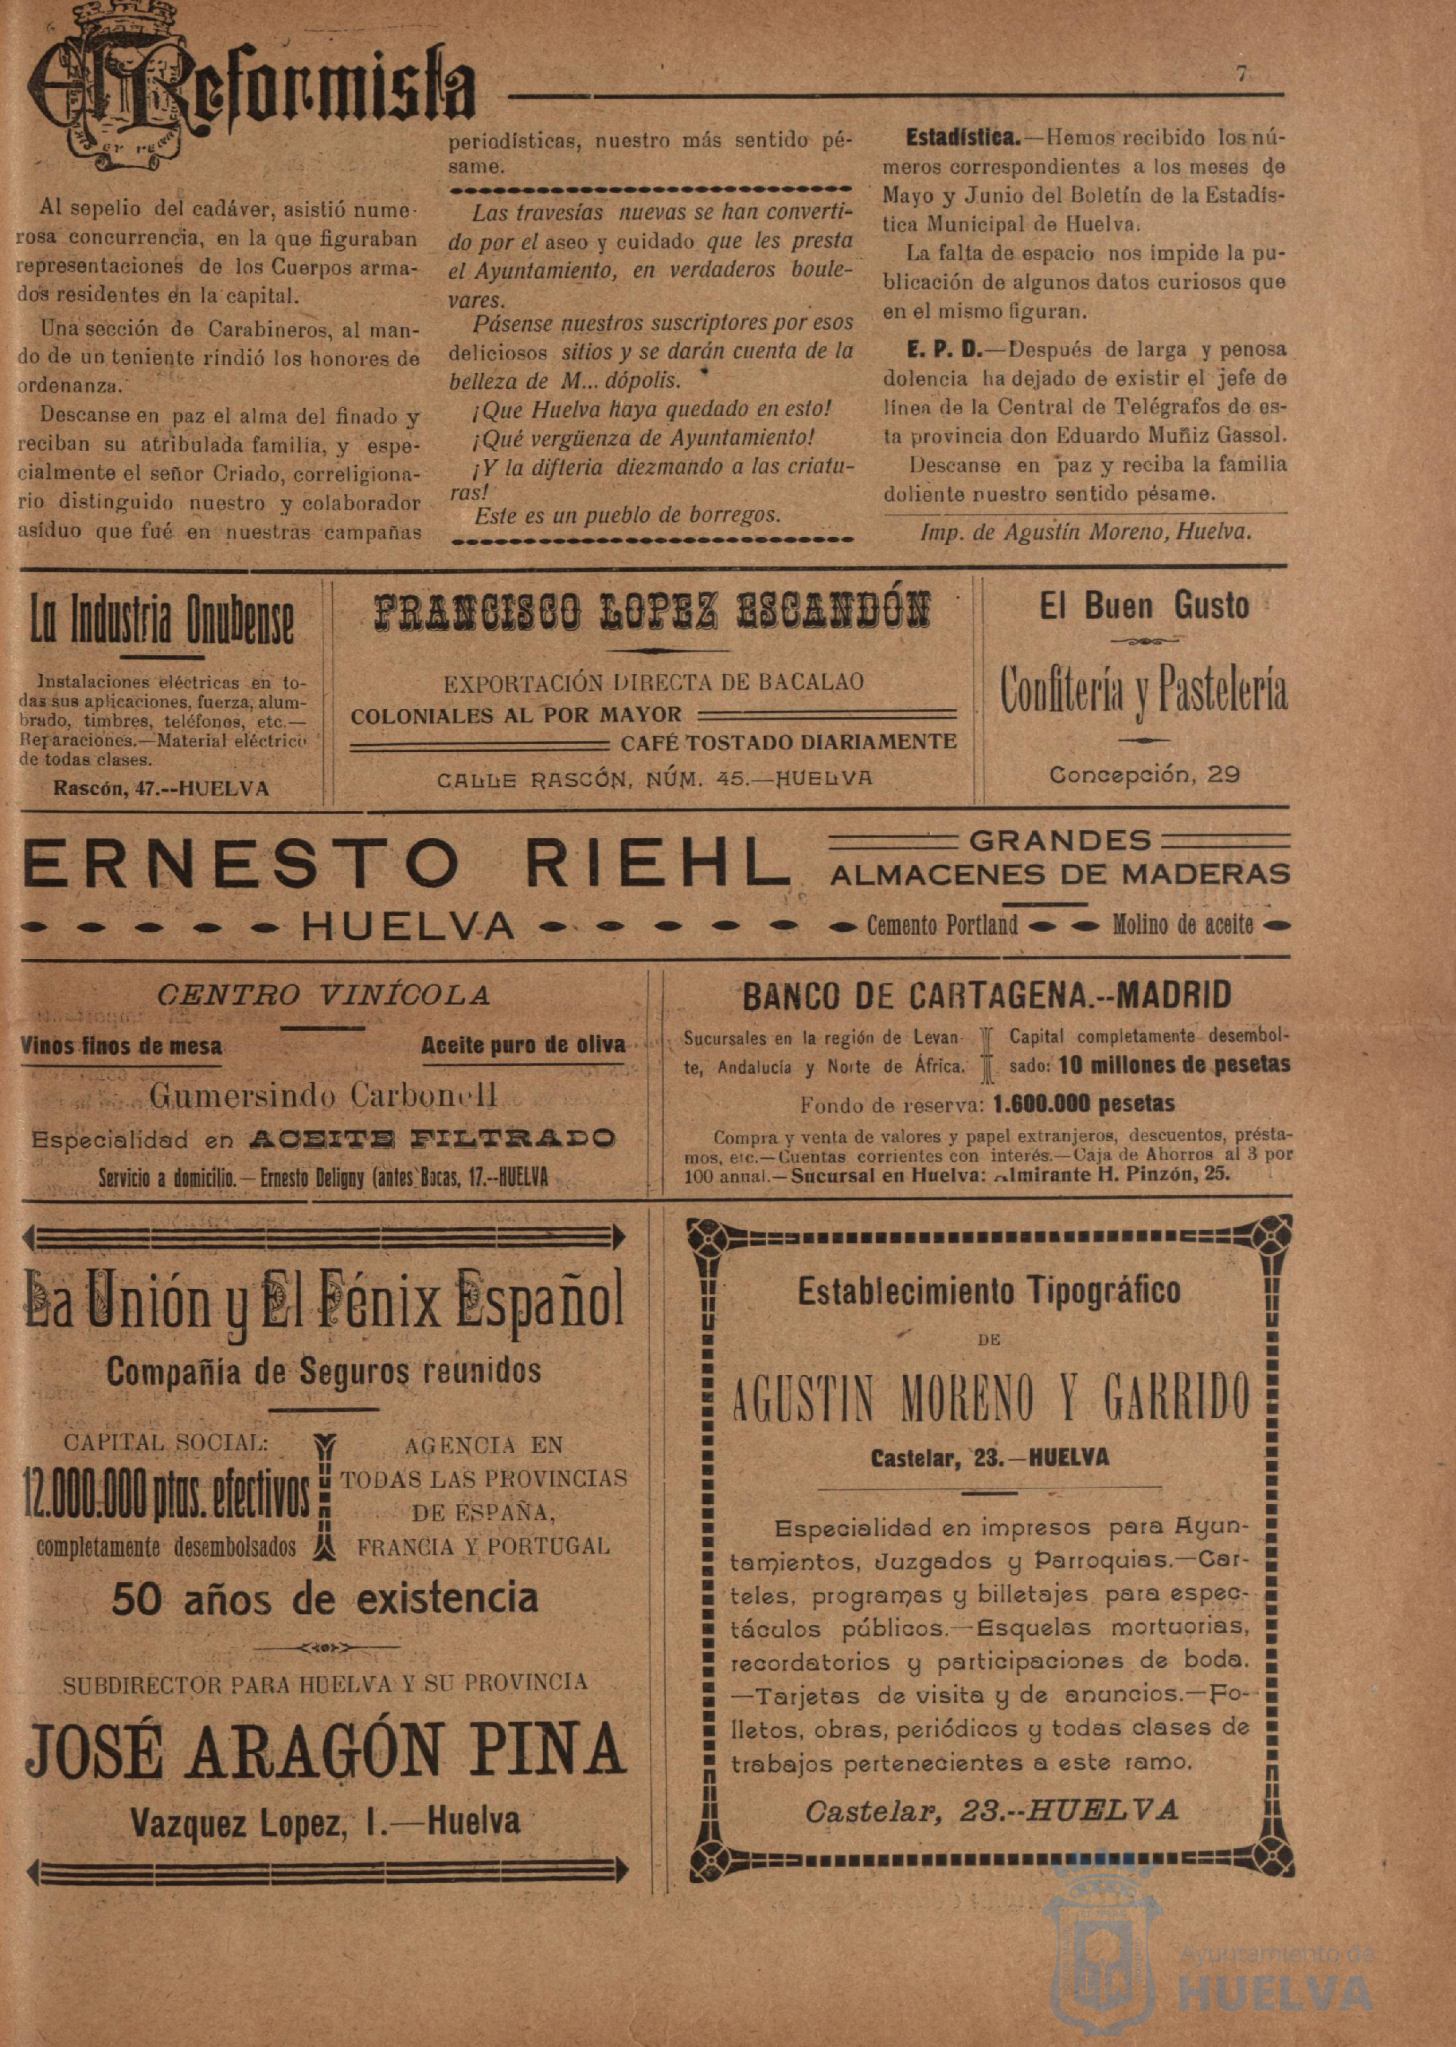 El Reformista
7
Al sepelio del cadáver, asistió nume-
rosa concurrencia, en la que figuraban
representaciones de los Cuerpos arma-
dos residentes en la capital.
Una sección de Carabineros, al man-
do de un teniente rindió los honores de
ordenanza.
Descanse en paz el alma del finado y
reciban su atribulada familia, y espe-
cialmente el señor Criado, correligiona-
rio distinguido nuestro y colaborador
asíduo que fué en nuestras campañas
periodísticas, nuestro más sentido pé-
same.
Las travesías nuevas se han converti-
do por el aseo y cuidado que les presta
el Ayuntamiento, en verdaderos boule-
vares.
Pásense nuestros suscriptores por esos
deliciosos sitios y se darán cuenta de la
belleza de M... dópolis.
¡Que Huelva haya quedado en esto!
¡Qué vergüenza de Ayuntamiento!
¡Y la difteria diezmando a las criatu-
ras!
Este es un pueblo de borregos.
Estadística.—Hemos recibido los nú-
meros correspondientes a los meses de
Mayo y Junio del Boletín de la Estadís-
tica Municipal de Huelva.
La falta de espacio nos impide la pu-
blicación de algunos datos curiosos que
en el mismo figuran.
E. P. D.—Después de larga y penosa
dolencia ha dejado de existir el jefe de
línea de la Central de Telégrafos de es-
ta provincia don Eduardo Muñiz Gassol.
Descanse en paz y reciba la familia
doliente nuestro sentido pésame.
Imp. de Agustín Moreno, Huelva.
La Industria Onubense
Instalaciones eléctricas en to-
das sus aplicaciones, fuerza, alum-
brado, timbres, teléfonos, etc.—
Reparaciones.—Material eléctrico
de todas clases.
Rascón, 47.--HUELVA
FRANCISCO LOPEZ ESCANDÓN
EXPORTACIÓN DIRECTA DE BACALAO
COLONIALES AL POR MAYOR
CAFÉ TOSTADO DIARIAMENTE
CALLE RASCÓN, NÚM. 45.—HUELVA
El Buen Gusto
Confitería y Pastelería
Concepción, 29
ERNESTO RIEHL
HUELVA
GRANDES
ALMACENES DE MADERAS
Cemento Portland
Molino de aceite
CENTRO VINÍCOLA
Vinos finos de mesa
Aceite puro de oliva
Gumersindo Carbonell
Especialidad en ACEITE FILTRADO
Servicio a domicilio.—Ernesto Deligny (antes Bocas, 17.--HUELVA
BANCO DE CARTAGENA.--MADRID
Sucursales en la región de Levan-
te, Andalucía y Norte de África.
Capital completamente desembol-
sado: 10 millones de pesetas
Fondo de reserva: 1.600.000 pesetas
Compra y venta de valores y papel extranjeros, descuentos, présta-
mos, etc.—Cuentas corrientes con interés.—Caja de Ahorros al 3 por
100 annal.—Sucursal en Huelva: Almirante H. Pinzón, 25.
La Unión y El Fénix Español
Compañia de Seguros reunidos
CAPITAL SOCIAL:
12.000.000 ptas. efectivos
completamente desembolsados
AGENCIA EN
TODAS LAS PROVINCIAS
DE ESPAÑA,
FRANCIA Y PORTUGAL
50 años de existencia
SUBDIRECTOR PARA HUELVA Y SU PROVINCIA
JOSÉ ARAGÓN PINA
Vazquez Lopez, 1.—Huelva
Establecimiento Tipográfico
DE
AGUSTIN MORENO Y GARRIDO
Castelar, 23.—HUELVA
Especialidad en impresos para Ayun-
tamientos, Juzgados y Parroquias.—Car-
teles, programas y billetajes para espec-
táculos públicos.—Esquelas mortuorias,
recordatorios y participaciones de boda.
—Tarjetas de visita y de anuncios.—Fo-
lletos, obras, periódicos y todas clases de
trabajos pertenecientes a este ramo.
Castelar, 23.--HUELVA
Ayuntamiento de
HUELVA